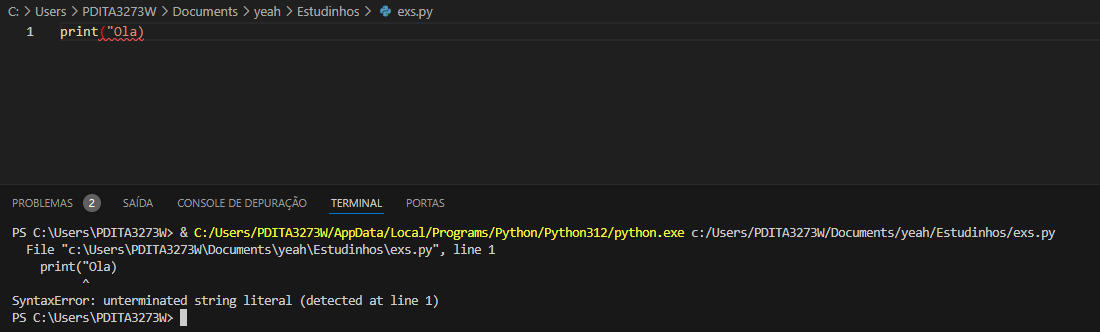 C: > Users > PDITA3273W > Documents > yeah > Estudinhos > exs.py
1 print("Ola)
PROBLEMAS 2 SAÍDA CONSOLE DE DEPURAÇÃO TERMINAL PORTAS
PS C:\Users\PDITA3273W> & C:/Users/PDITA3273W/AppData/Local/Programs/Python/Python312/python.exe c:/Users/PDITA3273W/Documents/yeah/Estudinhos/exs.py
  File "c:\Users\PDITA3273W\Documents\yeah\Estudinhos\exs.py", line 1
    print("Ola)
          ^
SyntaxError: unterminated string literal (detected at line 1)
PS C:\Users\PDITA3273W>